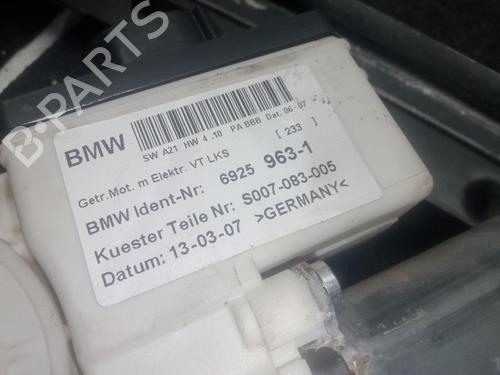 B-PARTS
BMW
SW A21 HW 4.10 PA BBB Dat. 06-07
Getr.Mot. m Elektr. VT LKS [ 233 ]
BMW Ident-Nr: 6925 963-1
Kuester Teile Nr: S007-083-005
Datum: 13-03-07 >GERMANY<